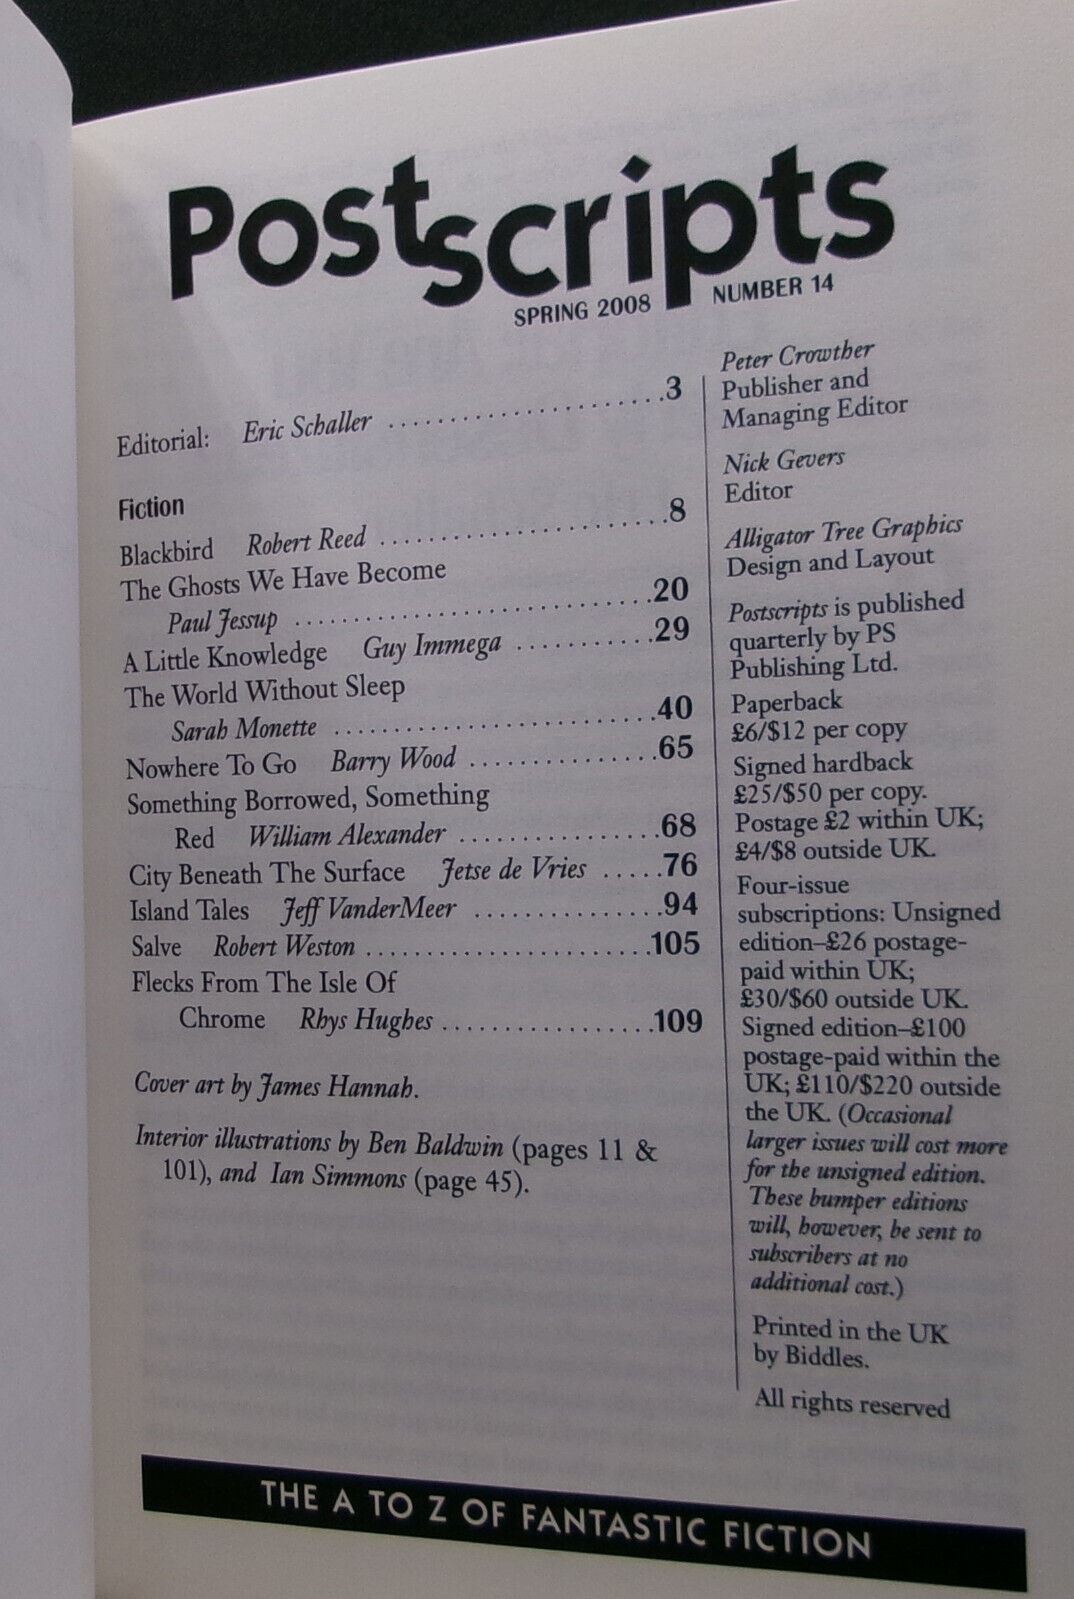 Postscripts
SPRING 2008 NUMBER 14
Editorial: Eric Schaller ........................3
Fiction
Blackbird Robert Reed .........................8
The Ghosts We Have Become
Paul Jessup ..............................20
A Little Knowledge Guy Immega ............29
The World Without Sleep
Sarah Monette ...........................40
Nowhere To Go Barry Wood ................65
Something Borrowed, Something
Red William Alexander .................68
City Beneath The Surface Jetse de Vries .....76
Island Tales Jeff VanderMeer ................94
Salve Robert Weston ........................105
Flecks From The Isle Of
Chrome Rhys Hughes ..................109
Cover art by James Hannah.
Interior illustrations by Ben Baldwin (pages 11 &
101), and Ian Simmons (page 45).
Peter Crowther
Publisher and
Managing Editor
Nick Gevers
Editor
Alligator Tree Graphics
Design and Layout
Postscripts is published
quarterly by PS
Publishing Ltd.
Paperback
£6/$12 per copy
Signed hardback
£25/$50 per copy.
Postage £2 within UK;
£4/$8 outside UK.
Four-issue
subscriptions: Unsigned
edition–£26 postage-
paid within UK;
£30/$60 outside UK.
Signed edition–£100
postage-paid within the
UK; £110/$220 outside
the UK. (Occasional
larger issues will cost more
for the unsigned edition.
These bumper editions
will, however, be sent to
subscribers at no
additional cost.)
Printed in the UK
by Biddles.
All rights reserved
THE A TO Z OF FANTASTIC FICTION